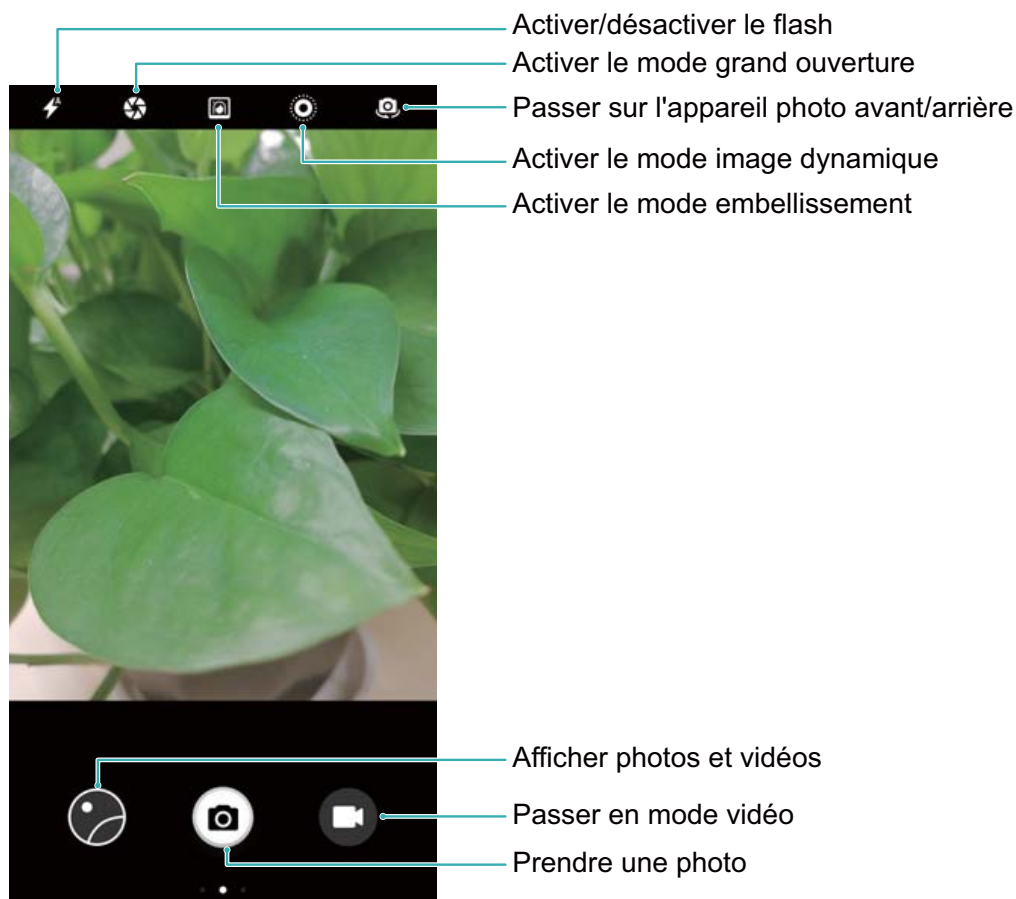 Activer/désactiver le flash
Activer le mode grand ouverture
Passer sur l'appareil photo avant/arrière
Activer le mode image dynamique
Activer le mode embellissement
Afficher photos et vidéos
Passer en mode vidéo
Prendre une photo